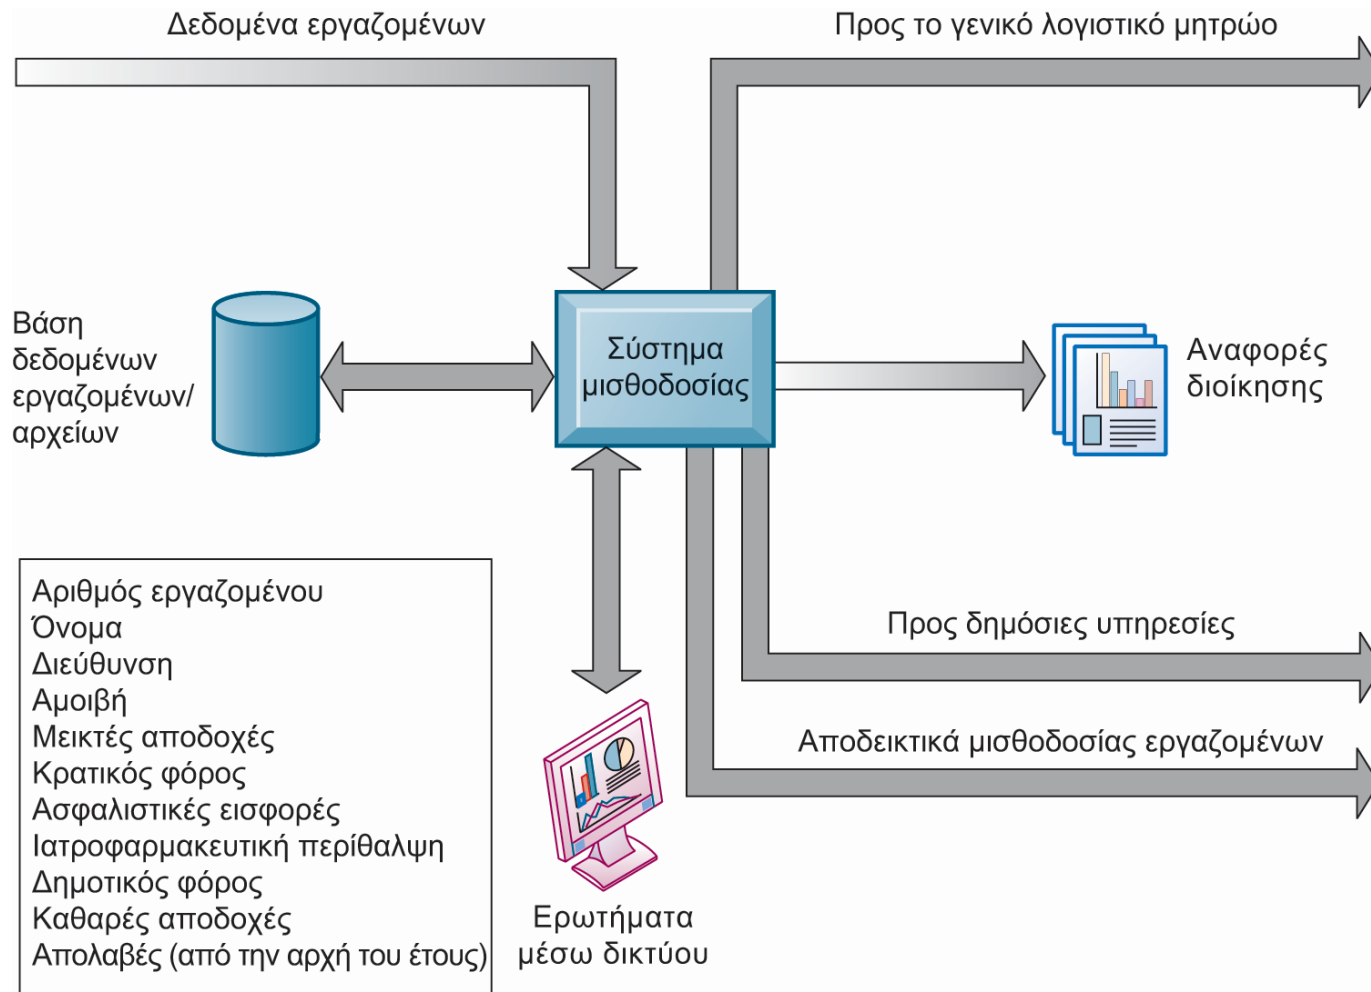 Δεδομένα εργαζομένων
Προς το γενικό λογιστικό μητρώο
Βάση
δεδομένων
εργαζομένων/
αρχείων
Σύστημα
μισθοδοσίας
Αναφορές
διοίκησης
Αριθμός εργαζομένου
Όνομα
Διεύθυνση
Αμοιβή
Μεικτές αποδοχές
Κρατικός φόρος
Ασφαλιστικές εισφορές
Ιατροφαρμακευτική περίθαλψη
Δημοτικός φόρος
Καθαρές αποδοχές
Απολαβές (από την αρχή του έτους)
Προς δημόσιες υπηρεσίες
Αποδεικτικά μισθοδοσίας εργαζομένων
Ερωτήματα
μέσω δικτύου